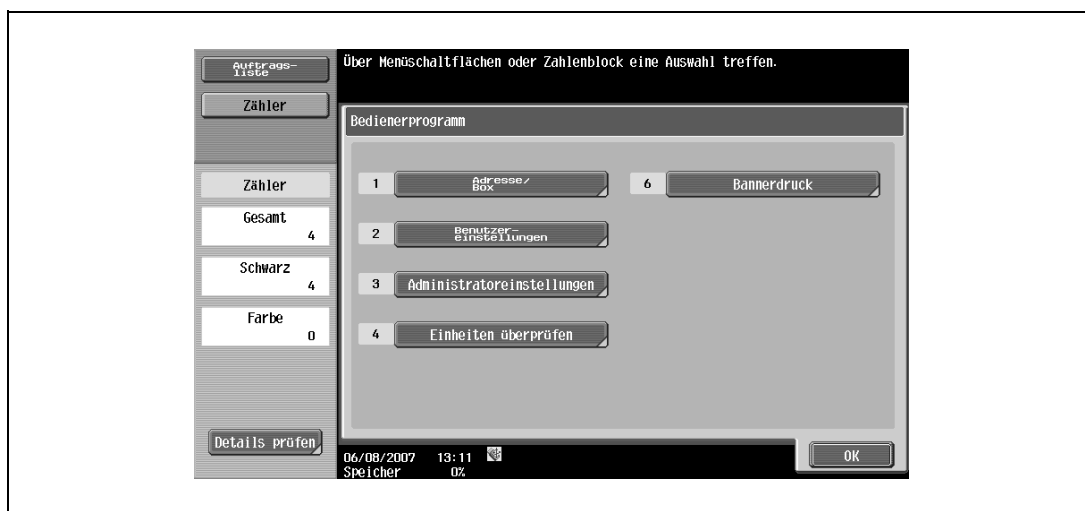 Auftrags-
liste
Zähler
Zähler
Gesamt
4
Schwarz
4
Farbe
0
Details prüfen
Über Menüschaltflächen oder Zahlenblock eine Auswahl treffen.
Bedienerprogramm
1 Adresse/
Box
2 Benutzer-
einstellungen
3 Administratoreinstellungen
4 Einheiten überprüfen
6 Bannerdruck
06/08/2007 13:11
Speicher 0%
OK